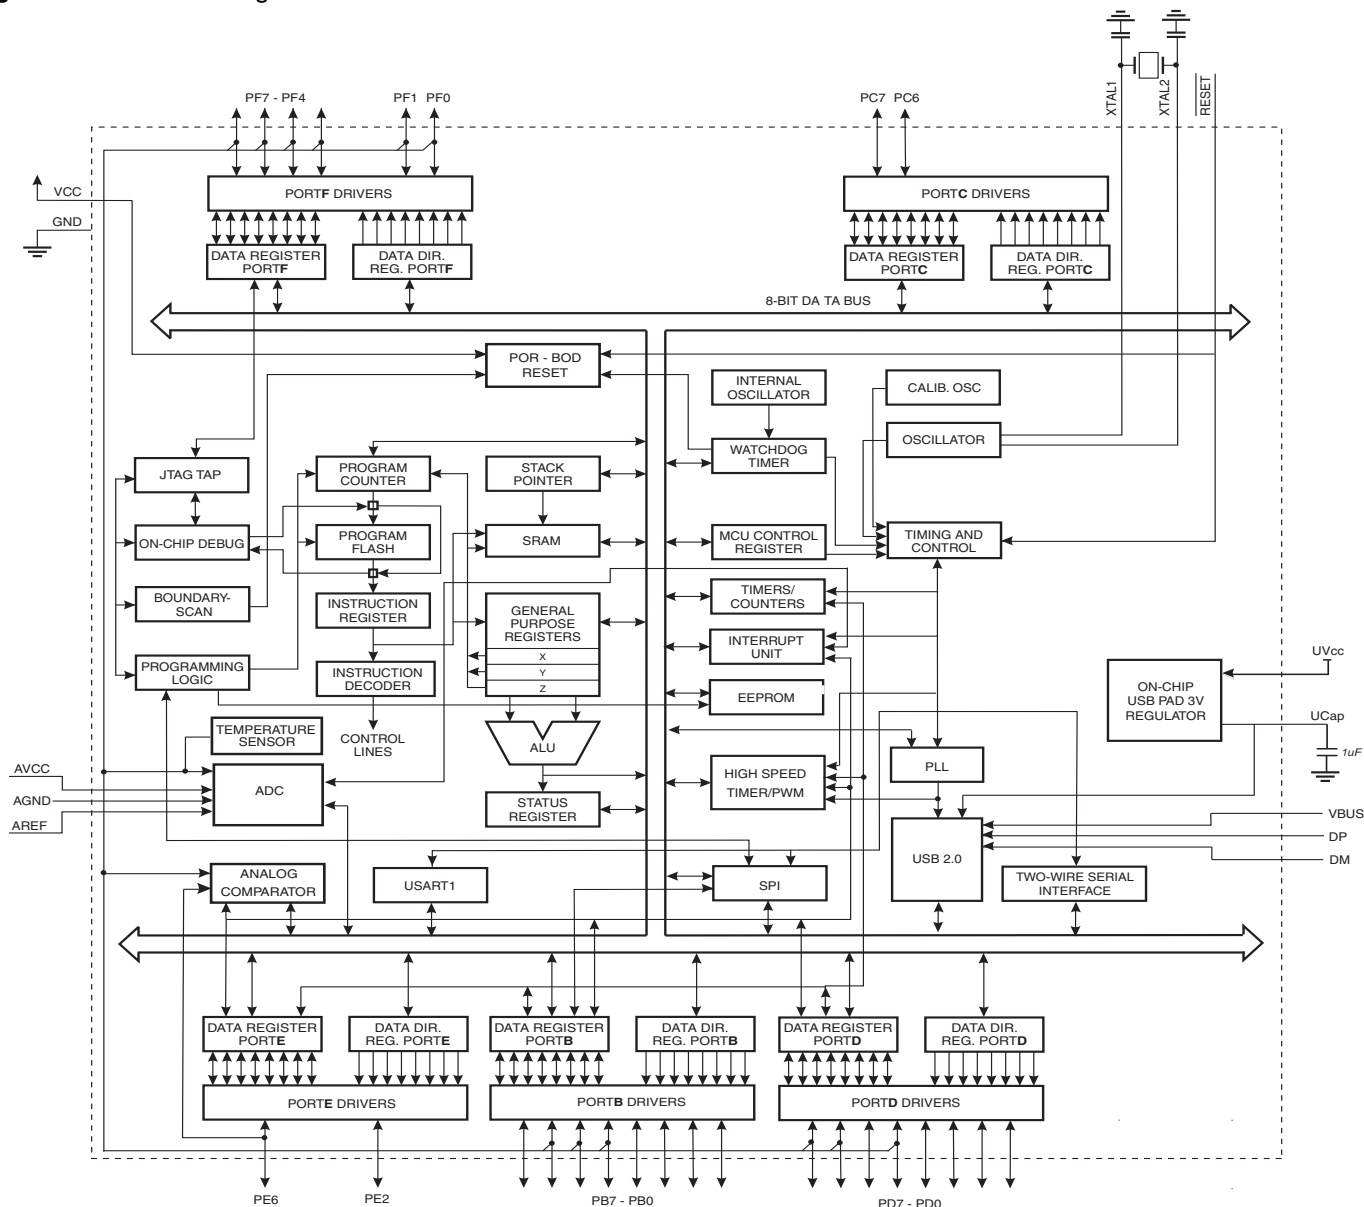 PF7 - PF4
PF1 PF0
PC7 PC6
XTAL1
XTAL2
RESET
VCC
GND
PORTF DRIVERS
PORTC DRIVERS
DATA REGISTER
PORTF
DATA DIR.
REG. PORTF
DATA REGISTER
PORTC
DATA DIR.
REG. PORTC
8-BIT DA TA BUS
POR - BOD
RESET
INTERNAL
OSCILLATOR
CALIB. OSC
OSCILLATOR
WATCHDOG
TIMER
JTAG TAP
PROGRAM
COUNTER
STACK
POINTER
ON-CHIP DEBUG
PROGRAM
FLASH
SRAM
MCU CONTROL
REGISTER
TIMING AND
CONTROL
BOUNDARY-
SCAN
INSTRUCTION
REGISTER
GENERAL
PURPOSE
REGISTERS
X
Y
Z
TIMERS/
COUNTERS
INTERRUPT
UNIT
PROGRAMMING
LOGIC
INSTRUCTION
DECODER
EEPROM
ON-CHIP
USB PAD 3V
REGULATOR
UVcc
UCap
1uF
TEMPERATURE
SENSOR
CONTROL
LINES
ALU
AVCC
AGND
AREF
ADC
STATUS
REGISTER
HIGH SPEED
TIMER/PWM
PLL
VBUS
DP
DM
ANALOG
COMPARATOR
USART1
SPI
USB 2.0
TWO-WIRE SERIAL
INTERFACE
DATA REGISTER
PORTE
DATA DIR.
REG. PORTE
DATA REGISTER
PORTB
DATA DIR.
REG. PORTB
DATA REGISTER
PORTD
DATA DIR.
REG. PORTD
PORTE DRIVERS
PORTB DRIVERS
PORTD DRIVERS
PE6
PE2
PB7 - PB0
PD7 - PD0